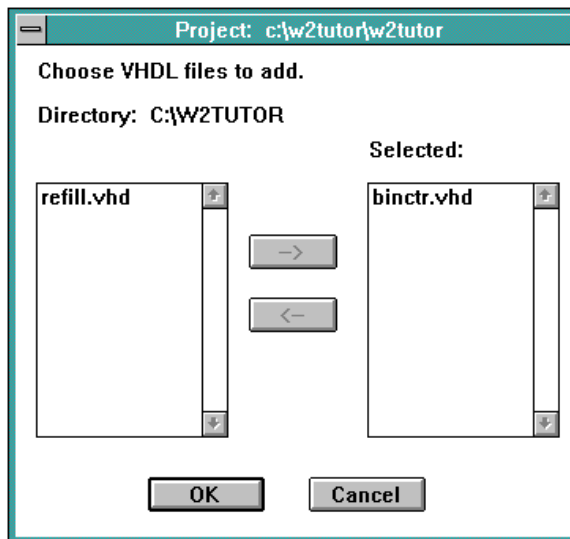 Project: c:\w2tutor\w2tutor
Choose VHDL files to add.
Directory: C:\W2TUTOR
Selected:
refill.vhd
binctr.vhd
-->
<--
OK
Cancel